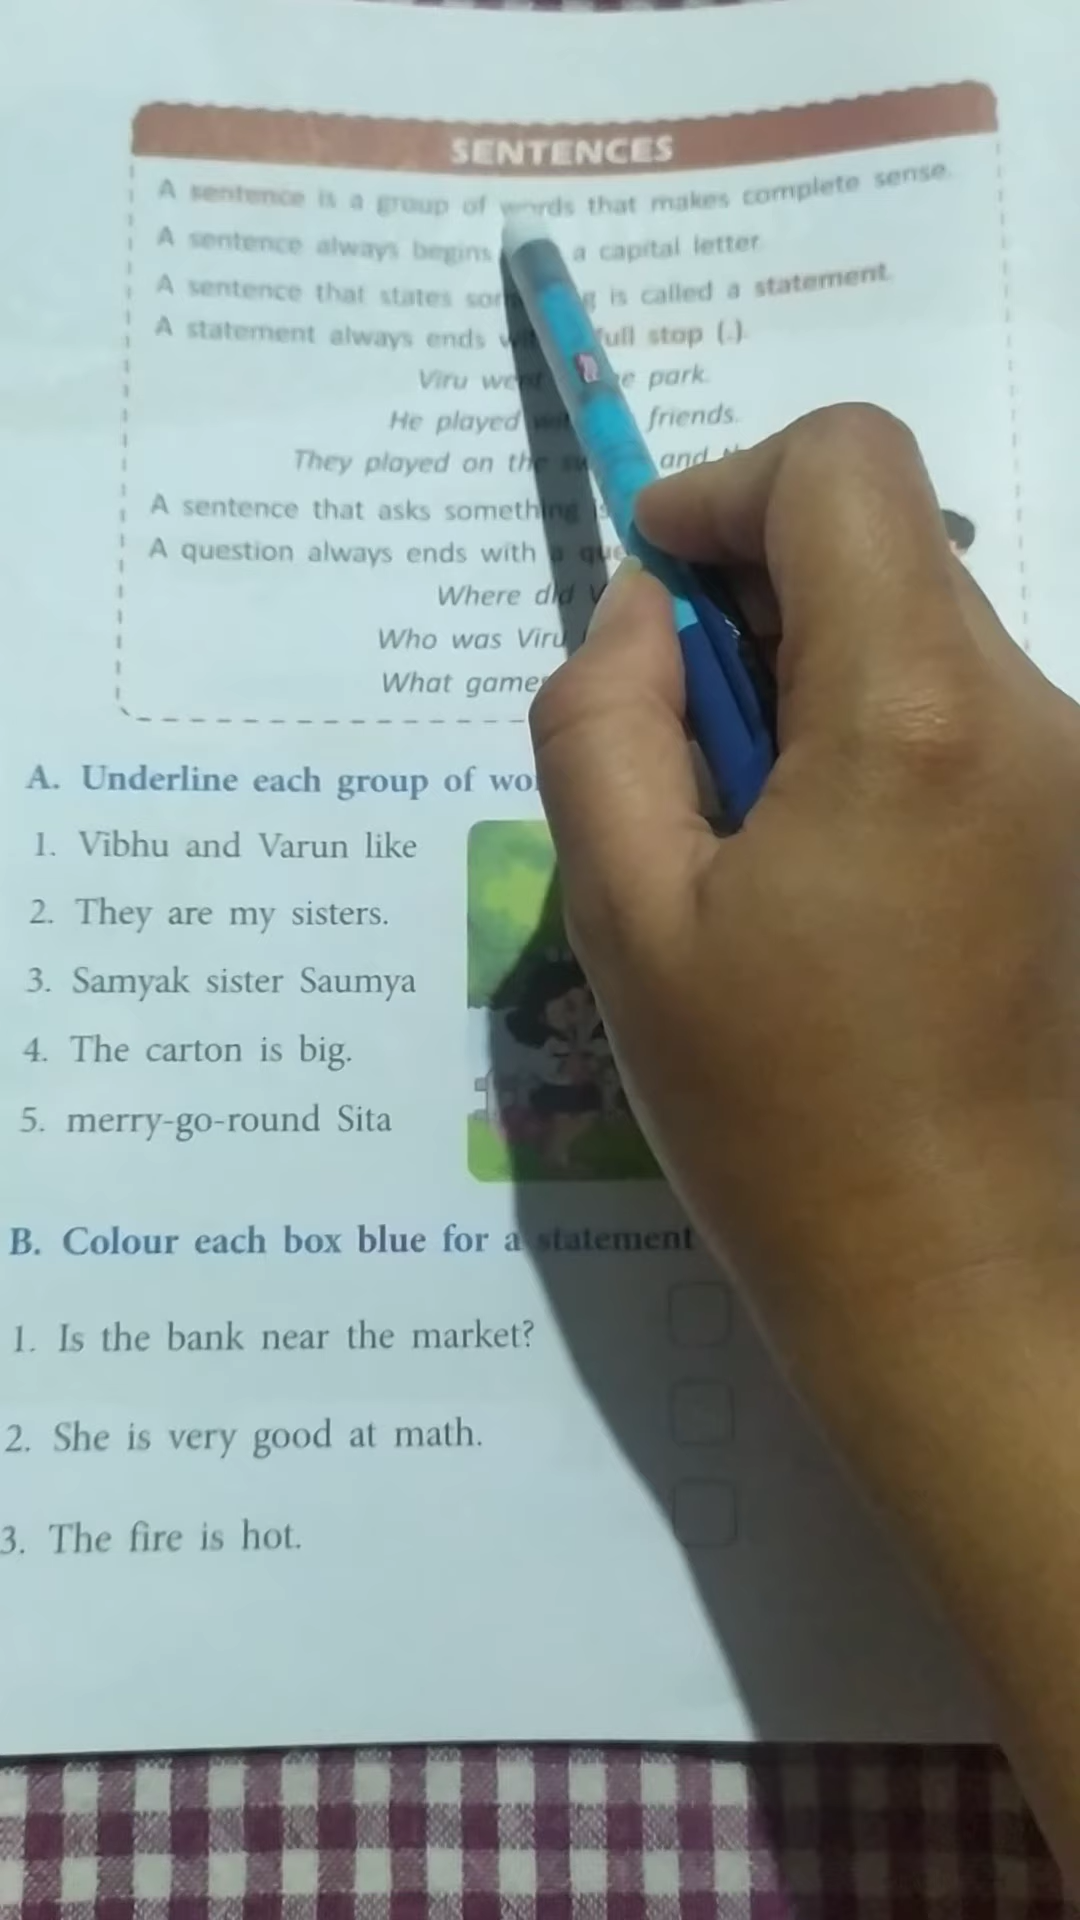 SENTENCES
A sentence is a group of words that makes complete sense.
A sentence always begins a capital letter
A sentence that states is called a statement.
A statement always ends full stop (.).
Viru park.
He played friends.
They played on the and
A sentence that asks something is
A question always ends with a
Where did
Who was Viru
What
A. Underline each group of
1. Vibhu and Varun like
2. They are my sisters.
3. Samyak sister Saumya
4. The carton is big.
5. merry-go-round Sita
B. Colour each box blue for a statement
1. Is the bank near the market?
2. She is very good at math.
3. The fire is hot.